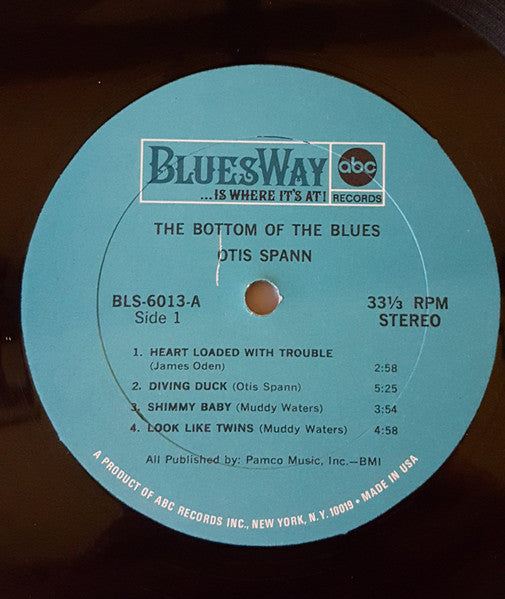 BLUESWAY
...IS WHERE IT'S AT!
abc
RECORDS
THE BOTTOM OF THE BLUES
OTIS SPANN
BLS-6013-A
Side 1
33⅓ RPM
STEREO
1. HEART LOADED WITH TROUBLE
(James Oden) 2:58
2. DIVING DUCK (Otis Spann) 5:25
3. SHIMMY BABY (Muddy Waters) 3:54
4. LOOK LIKE TWINS (Muddy Waters) 4:58
All Published by: Pamco Music, Inc.—BMI
A PRODUCT OF ABC RECORDS INC., NEW YORK, N.Y. 10019 • MADE IN USA